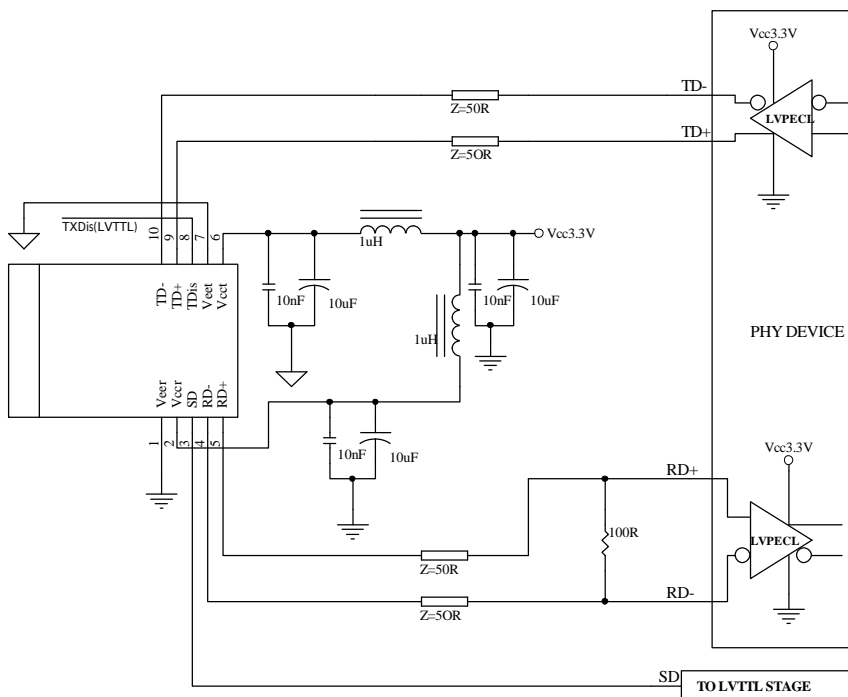 Vcc3.3V
TD-
Z=50R
LVPECL
TD+
Z=5OR
TXDis(LVTTL)
10
9
8
7
6
Vcc3.3V
1uH
10nF
10uF
10nF
10uF
TD-
TD+
TDis
Veet
Vcct
1uH
PHY DEVICE
Veer
Vccr
SD
RD-
RD+
1
2
3
4
5
10nF
10uF
Vcc3.3V
RD+
100R
LVPECL
Z=50R
RD-
Z=5OR
SD
TO LVTTL STAGE